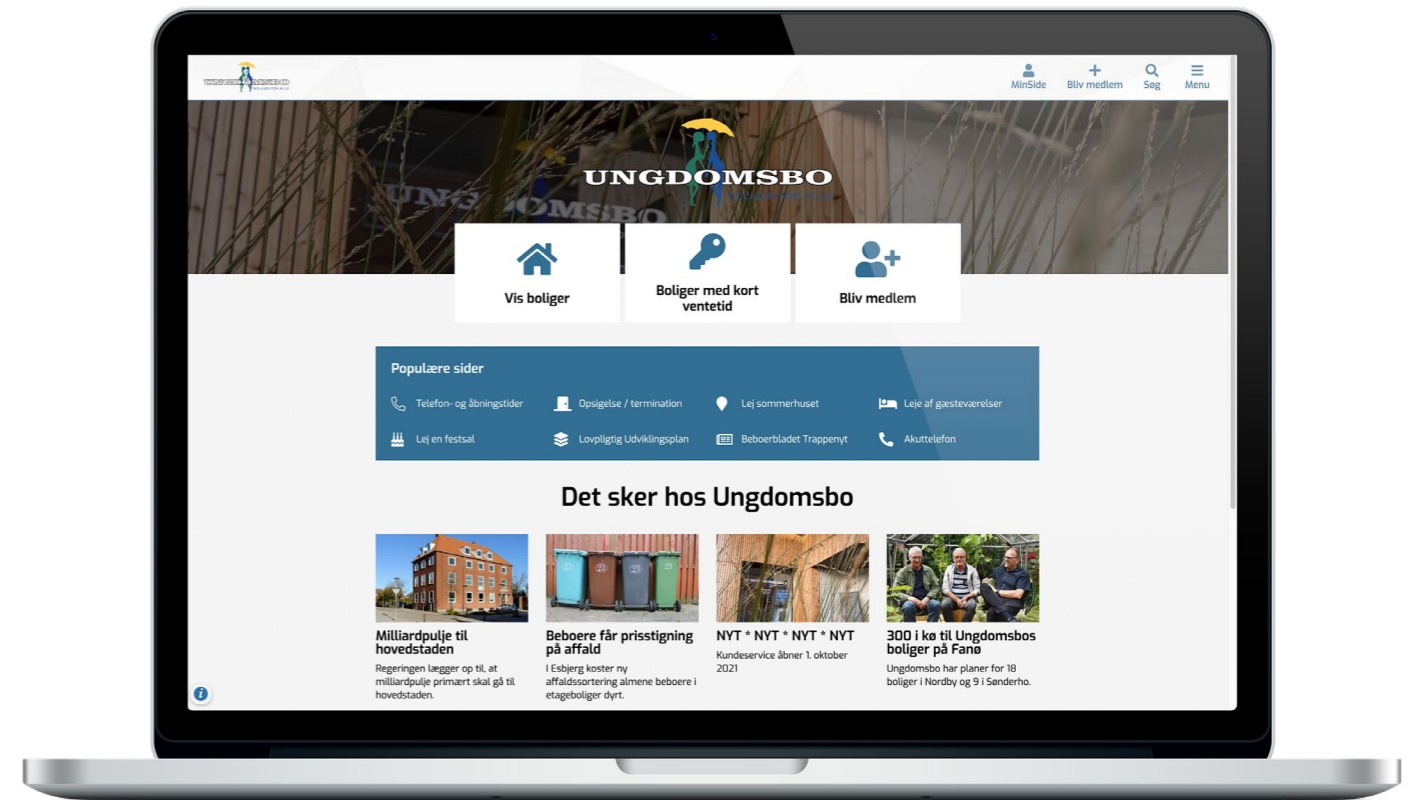 UNGDOMSBO
MinSide
Bliv medlem
Søg
Menu
UNGDOMSBO
UNGDOMSBO
Vis boliger
Boliger med kort
ventetid
Bliv medlem
Populære sider
Telefon- og åbningstider
Opsigelse / termination
Lej sommerhuset
Leje af gæsteværelser
Lej en festsal
Lovpligtig Udviklingsplan
Beboerbladet Trappenyt
Akuttelefon
Det sker hos Ungdomsbo
Milliardpulje til
hovedstaden
Regeringen lægger op til, at
milliardpulje primært skal gå til
hovedstaden.
Beboere får prisstigning
på affald
I Esbjerg koster ny
affaldssortering almene beboere i
etageboliger dyrt.
NYT * NYT * NYT * NYT
Kundeservice åbner 1. oktober
2021
300 i kø til Ungdomsbos
boliger på Fanø
Ungdomsbo har planer for 18
boliger i Nordby og 9 i Sønderho.